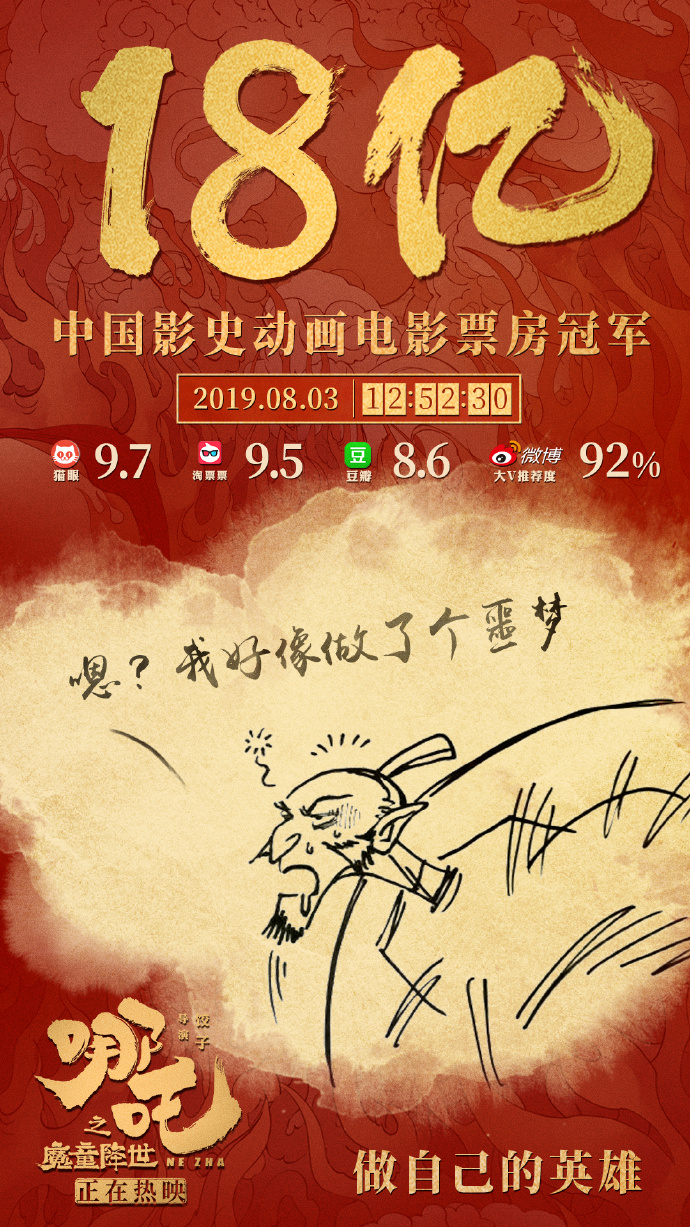 18亿
中国影史动画电影票房冠军
2019.08.03 12:52:30
猫眼 9.7 淘票票 9.5 豆瓣 8.6 微博 大V推荐度 92%
嗯？我好像做了个噩梦
哪吒
导演 饺子
之
魔童降世
NE ZHA
正在热映
做自己的英雄